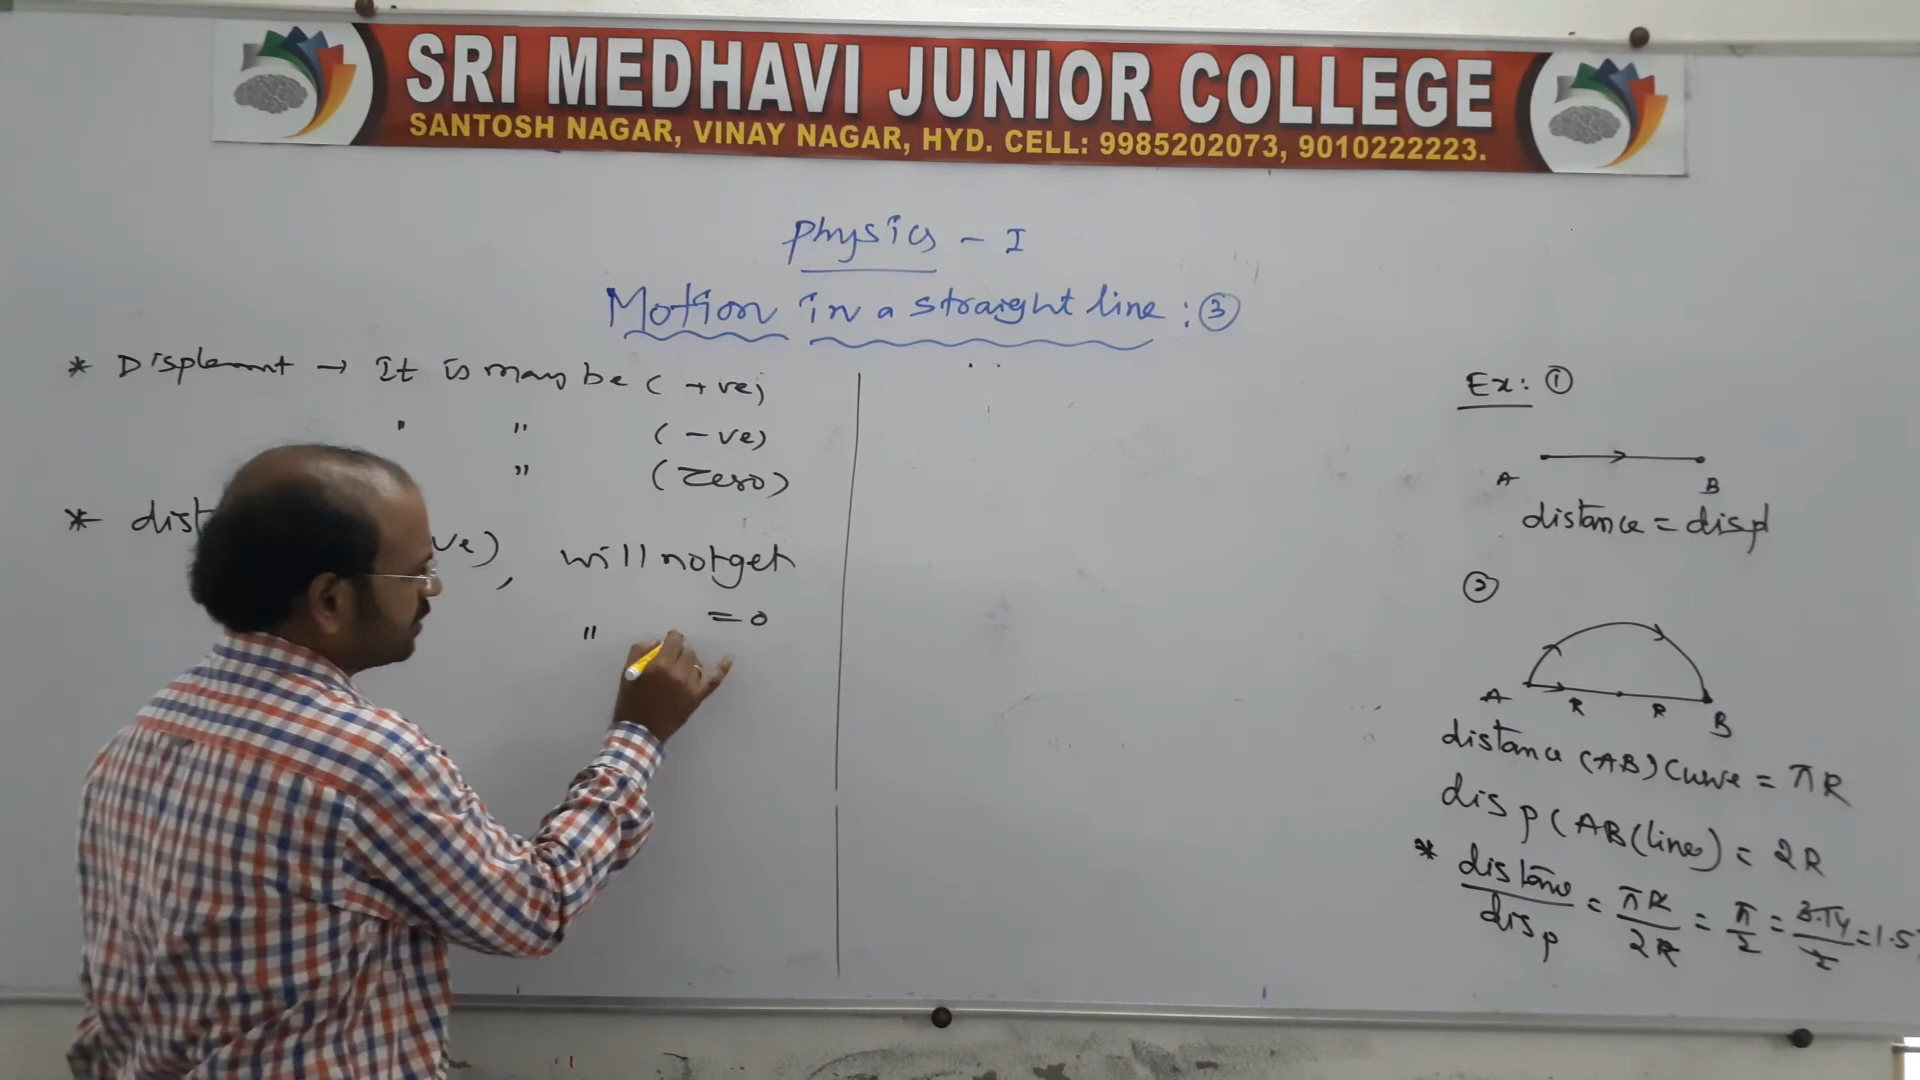 SRI MEDHAVI JUNIOR COLLEGE
SANTOSH NAGAR, VINAY NAGAR, HYD. CELL: 9985202073, 9010222223.
Physics - I
Motion in a straight line : ③
* Displemnt → It is may be (+ve)
" " (-ve)
" (Zero)
* dist ve), will not get
" = 0
Ex: ①
A B
distance = disp
②
A R R B
distance (AB) Curve = πR
disp (AB (line) = 2R
* distance/disp = πR/2R = π/2 = 3.14/2 = 1.5